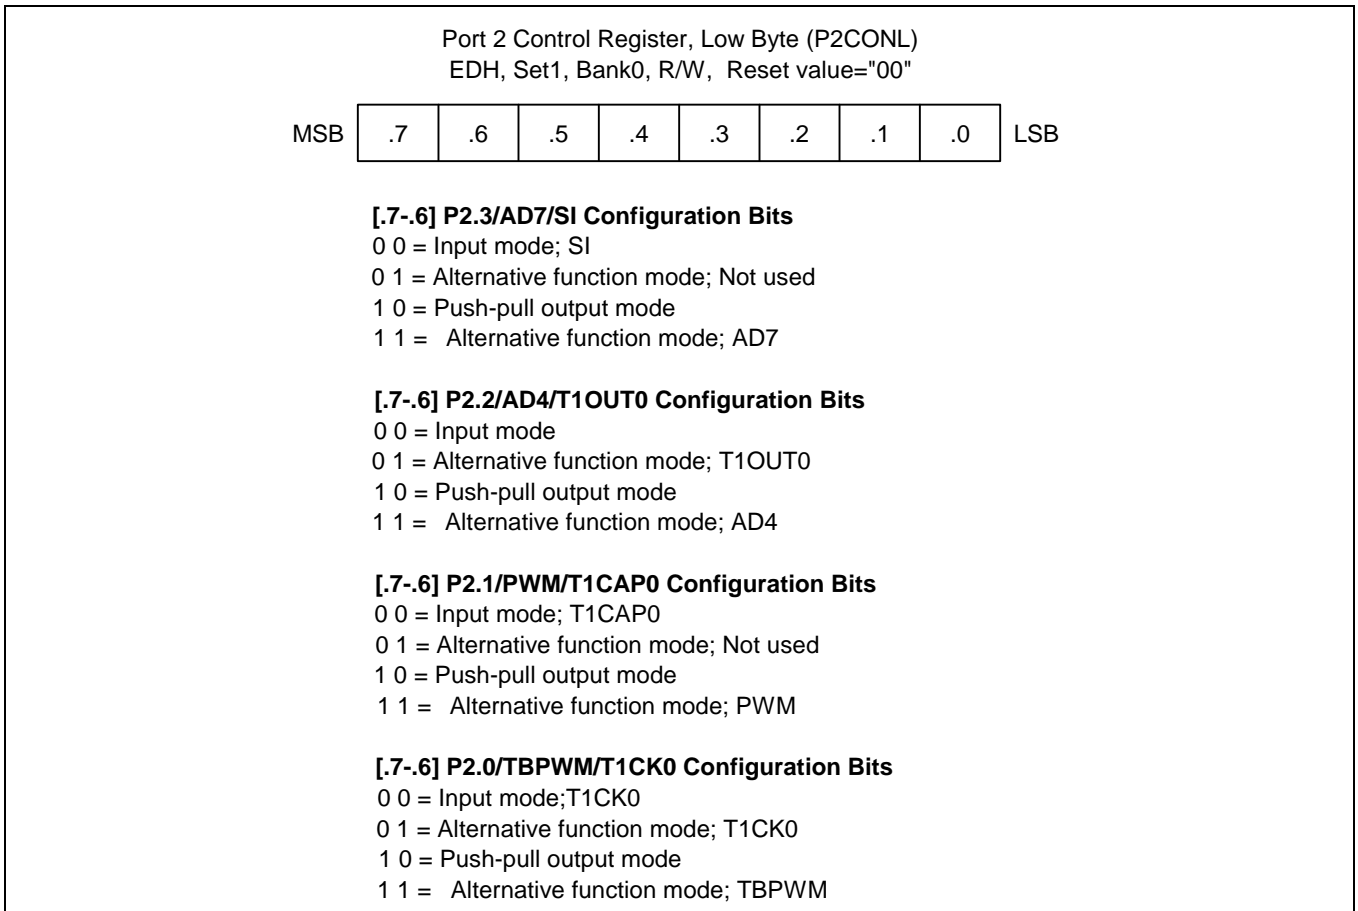 Port 2 Control Register, Low Byte (P2CONL)
EDH, Set1, Bank0, R/W, Reset value="00"
MSB .7 .6 .5 .4 .3 .2 .1 .0 LSB
[.7-.6] P2.3/AD7/SI Configuration Bits
0 0 = Input mode; SI
0 1 = Alternative function mode; Not used
1 0 = Push-pull output mode
1 1 = Alternative function mode; AD7
[.7-.6] P2.2/AD4/T1OUT0 Configuration Bits
0 0 = Input mode
0 1 = Alternative function mode; T1OUT0
1 0 = Push-pull output mode
1 1 = Alternative function mode; AD4
[.7-.6] P2.1/PWM/T1CAP0 Configuration Bits
0 0 = Input mode; T1CAP0
0 1 = Alternative function mode; Not used
1 0 = Push-pull output mode
1 1 = Alternative function mode; PWM
[.7-.6] P2.0/TBPWM/T1CK0 Configuration Bits
0 0 = Input mode;T1CK0
0 1 = Alternative function mode; T1CK0
1 0 = Push-pull output mode
1 1 = Alternative function mode; TBPWM